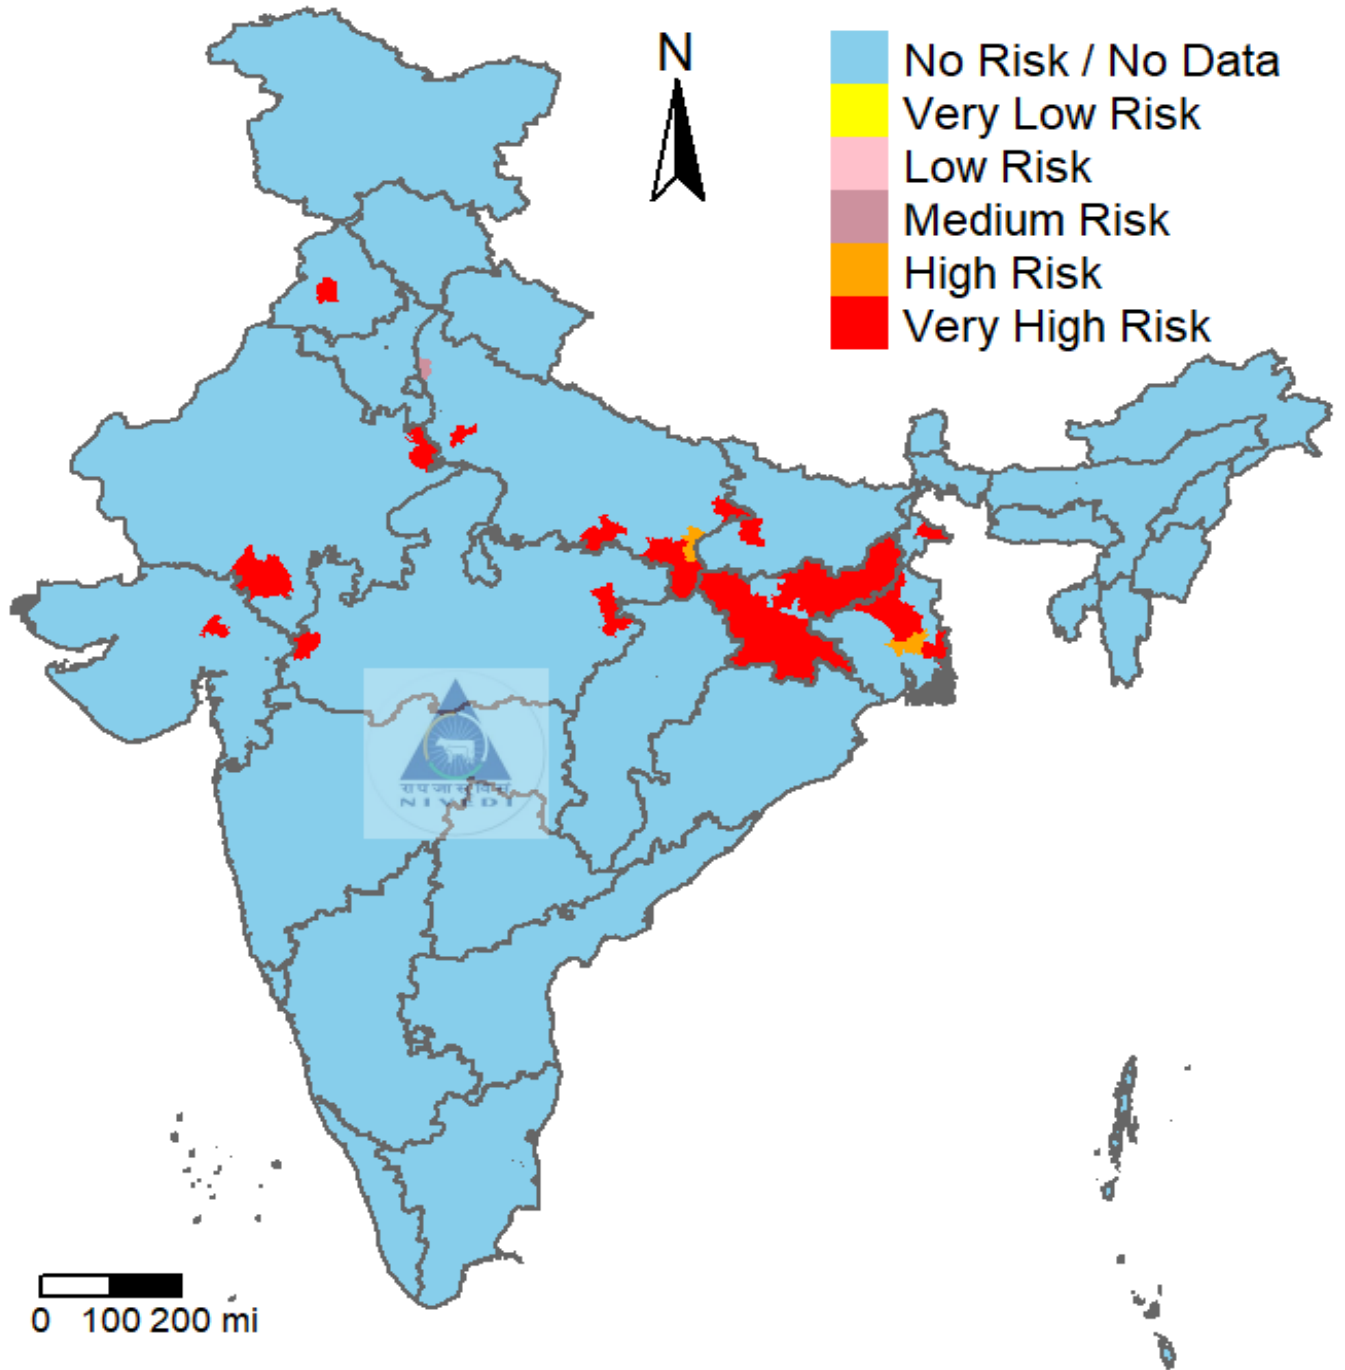 N
No Risk / No Data
Very Low Risk
Low Risk
Medium Risk
High Risk
Very High Risk
NIVEDI
0 100 200 mi